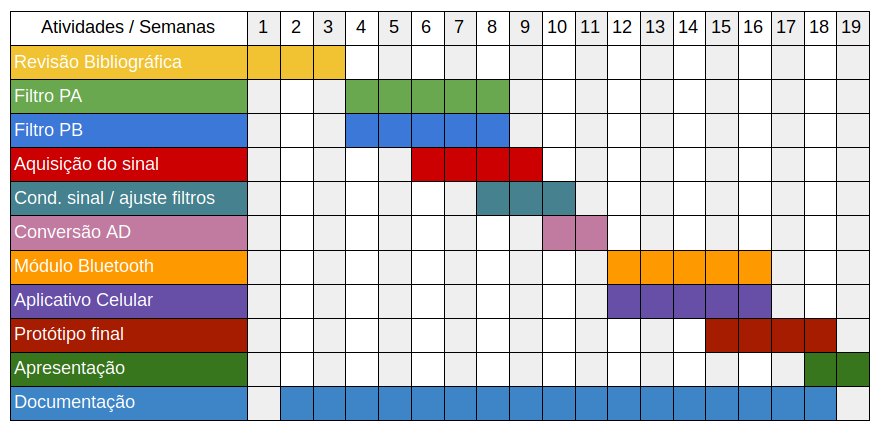 Atividades / Semanas 1 2 3 4 5 6 7 8 9 10 11 12 13 14 15 16 17 18 19
Revisão Bibliográfica
Filtro PA
Filtro PB
Aquisição do sinal
Cond. sinal / ajuste filtros
Conversão AD
Módulo Bluetooth
Aplicativo Celular
Protótipo final
Apresentação
Documentação